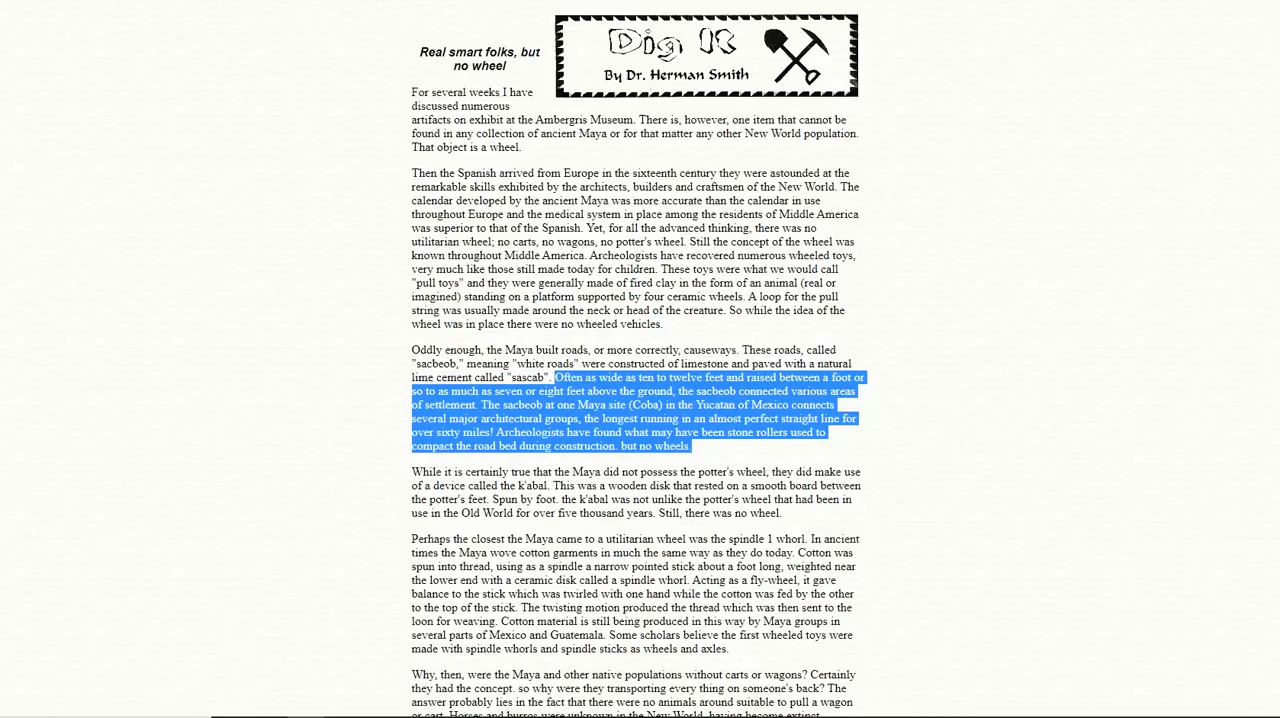 Dig It
By Dr. Herman Smith
Real smart folks, but
no wheel
For several weeks I have
discussed numerous
artifacts on exhibit at the Ambergris Museum. There is, however, one item that cannot be
found in any collection of ancient Maya or for that matter any other New World population.
That object is a wheel.
Then the Spanish arrived from Europe in the sixteenth century they were astounded at the
remarkable skills exhibited by the architects, builders and craftsmen of the New World. The
calendar developed by the ancient Maya was more accurate than the calendar in use
throughout Europe and the medical system in place among the residents of Middle America
was superior to that of the Spanish. Yet, for all the advanced thinking, there was no
utilitarian wheel; no carts, no wagons, no potter's wheel. Still the concept of the wheel was
known throughout Middle America. Archeologists have recovered numerous wheeled toys,
very much like those still made today for children. These toys were what we would call
"pull toys" and they were generally made of fired clay in the form of an animal (real or
imagined) standing on a platform supported by four ceramic wheels. A loop for the pull
string was usually made around the neck or head of the creature. So while the idea of the
wheel was in place there were no wheeled vehicles.
Oddly enough, the Maya built roads, or more correctly, causeways. These roads, called
"sacbeob," meaning "white roads" were constructed of limestone and paved with a natural
lime cement called "sascab". Often as wide as ten to twelve feet and raised between a foot or
so to as much as seven or eight feet above the ground, the sacbeob connected various areas
of settlement. The sacbeob at one Maya site (Coba) in the Yucatan of Mexico connects
several major architectural groups, the longest running in an almost perfect straight line for
over sixty miles! Archeologists have found what may have been stone rollers used to
compact the road bed during construction. but no wheels.
While it is certainly true that the Maya did not possess the potter's wheel, they did make use
of a device called the k'abal. This was a wooden disk that rested on a smooth board between
the potter's feet. Spun by foot. the k'abal was not unlike the potter's wheel that had been in
use in the Old World for over five thousand years. Still, there was no wheel.
Perhaps the closest the Maya came to a utilitarian wheel was the spindle 1 whorl. In ancient
times the Maya wove cotton garments in much the same way as they do today. Cotton was
spun into thread, using as a spindle a narrow pointed stick about a foot long, weighted near
the lower end with a ceramic disk called a spindle whorl. Acting as a fly-wheel, it gave
balance to the stick which was twirled with one hand while the cotton was fed by the other
to the top of the stick. The twisting motion produced the thread which was then sent to the
loon for weaving. Cotton material is still being produced in this way by Maya groups in
several parts of Mexico and Guatemala. Some scholars believe the first wheeled toys were
made with spindle whorls and spindle sticks as wheels and axles.
Why, then, were the Maya and other native populations without carts or wagons? Certainly
they had the concept. so why were they transporting every thing on someone's back? The
answer probably lies in the fact that there were no animals around suitable to pull a wagon
or cart. Horses and burros were unknown in the New World, having become extinct